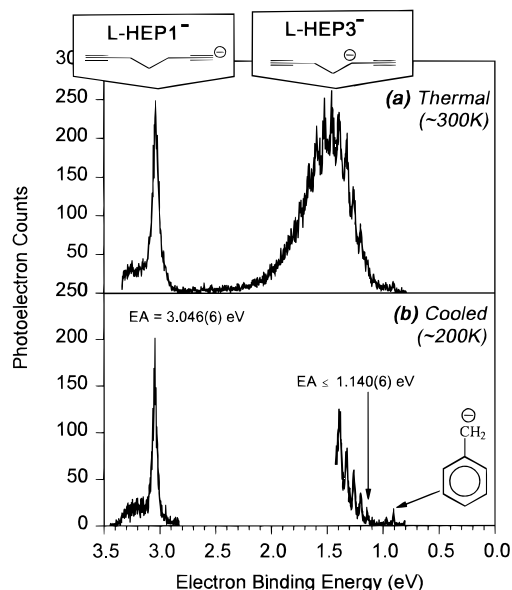 L-HEP1⁻
⊖
L-HEP3⁻
⊖
(a) Thermal
(~300K)
300
250
200
150
100
50
250
(b) Cooled
(~200K)
EA = 3.046(6) eV
EA ≤ 1.140(6) eV
⊖
CH₂
200
150
100
50
0
3.5 3.0 2.5 2.0 1.5 1.0 0.5 0.0
Photoelectron Counts
Electron Binding Energy (eV)